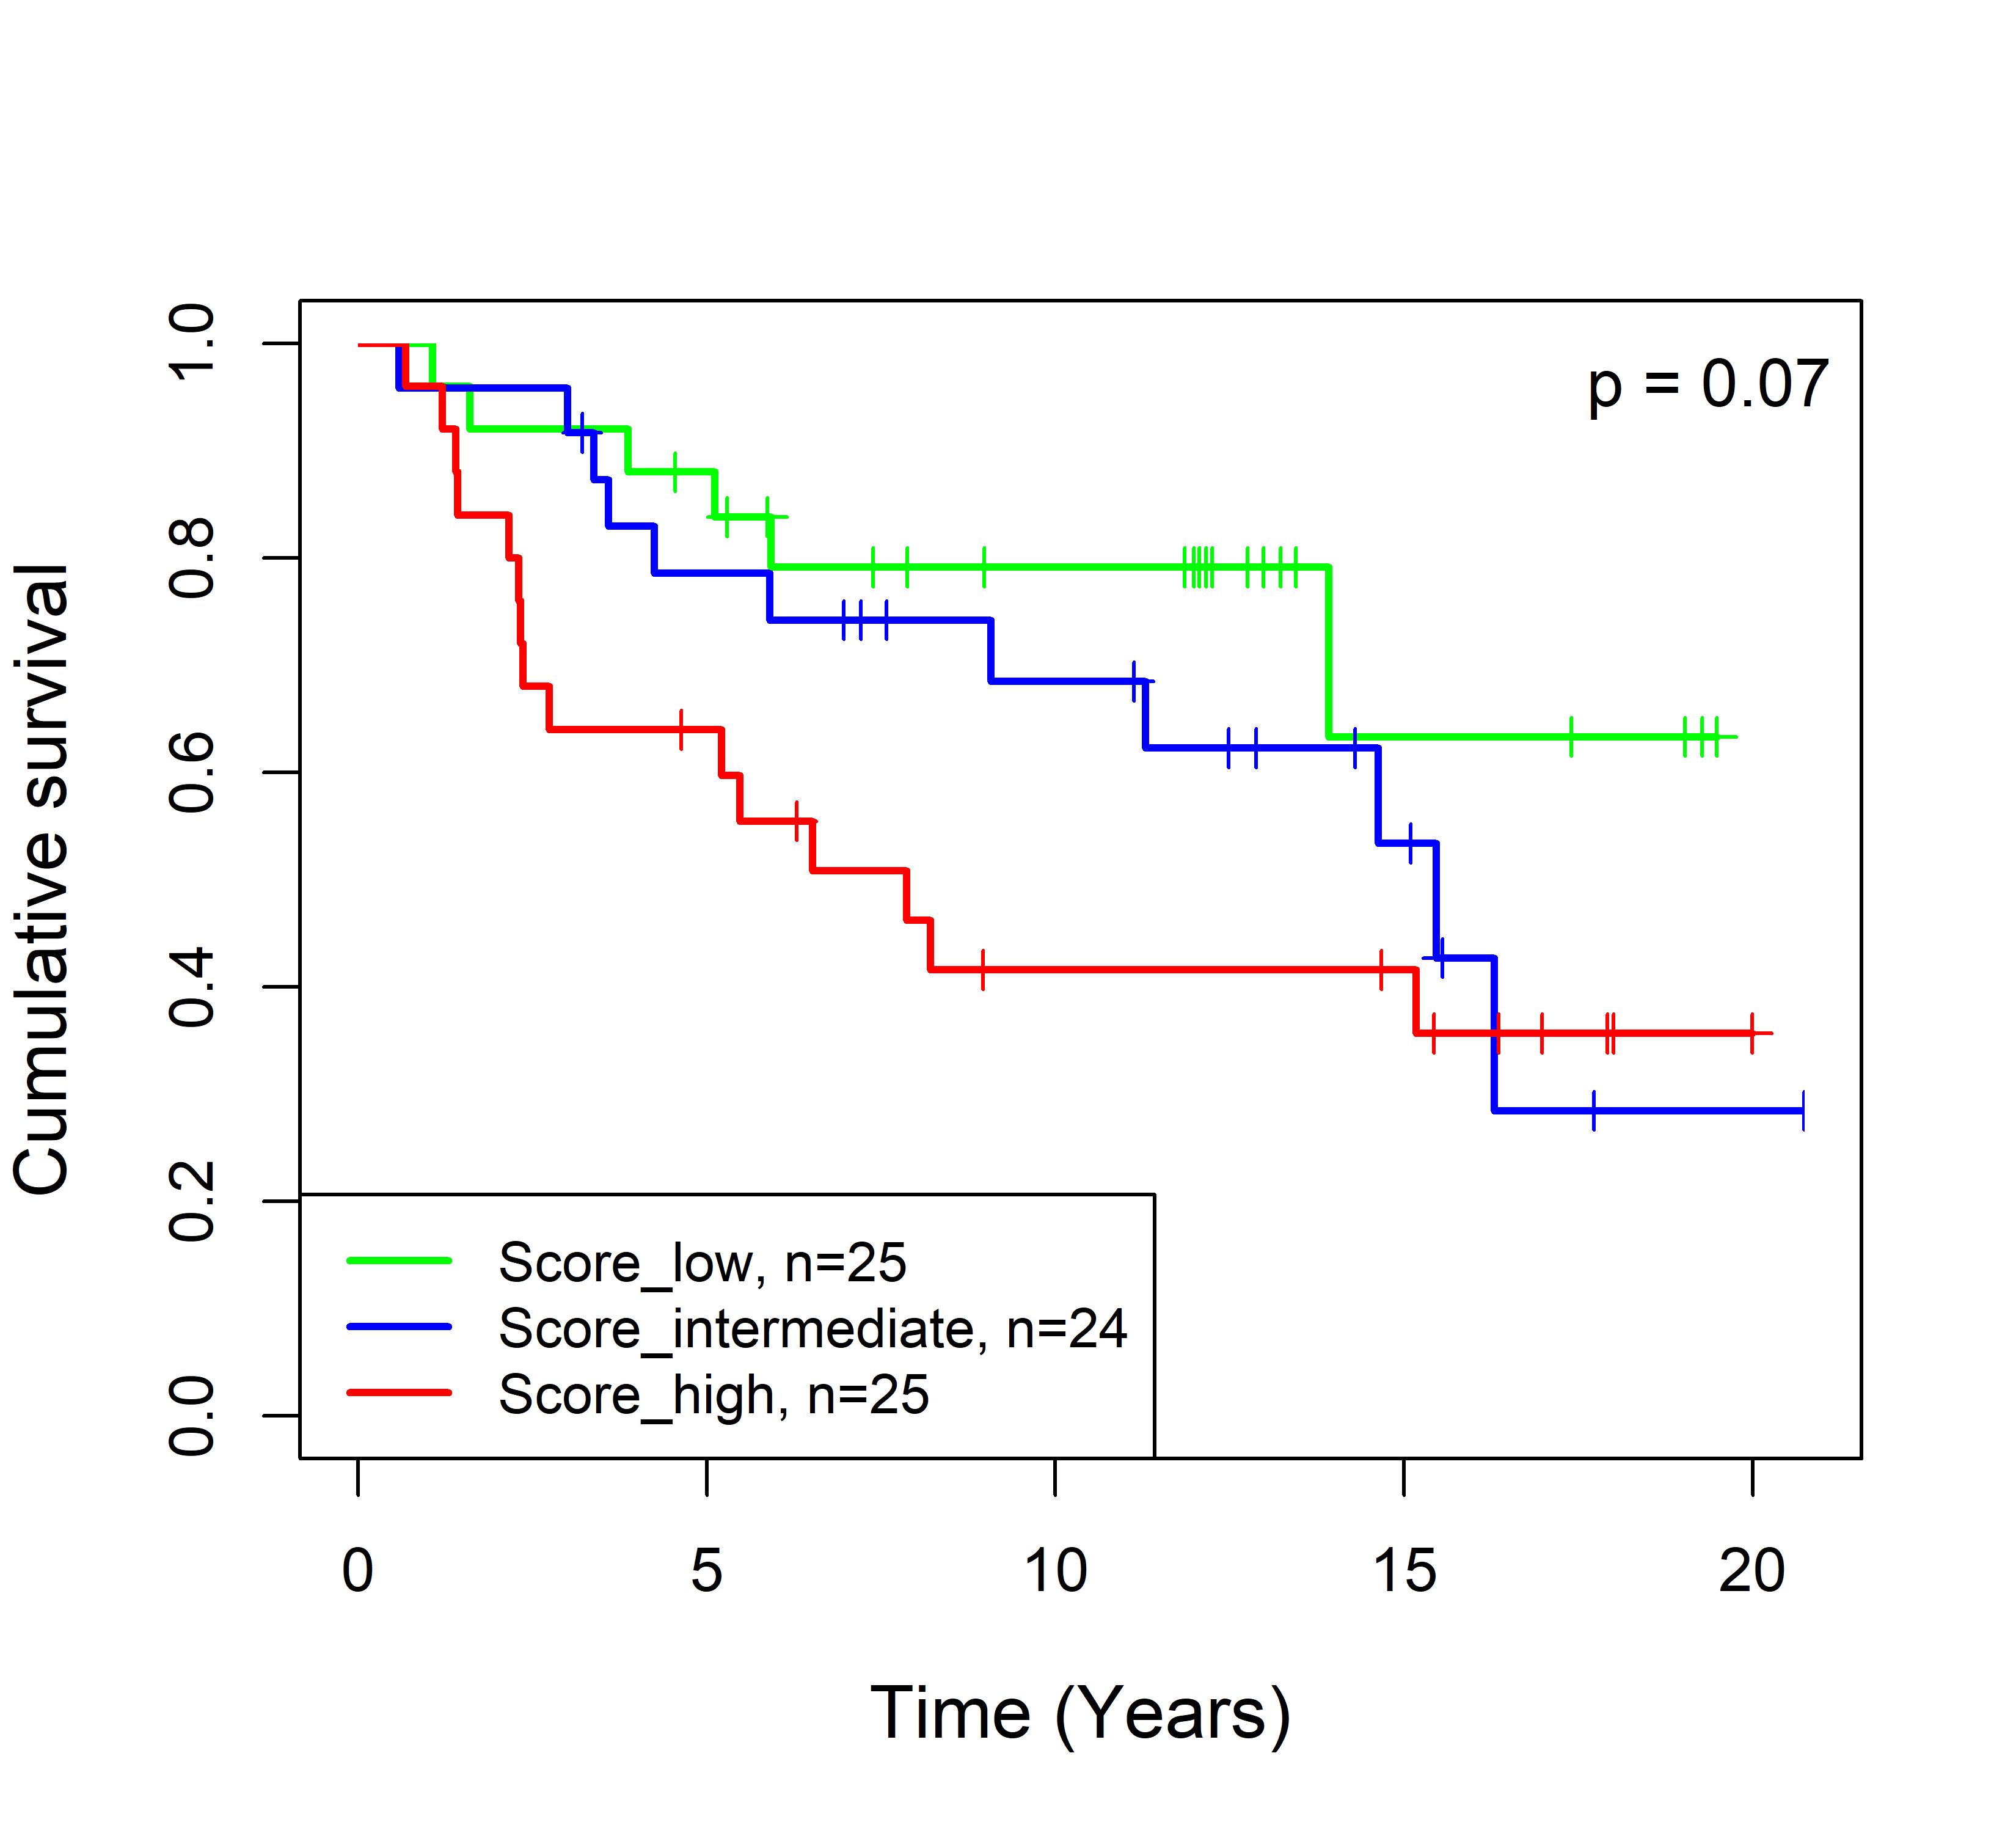 p = 0.07
Cumulative survival
1.0
0.8
0.6
0.4
0.2
0.0
Score_low, n=25
Score_intermediate, n=24
Score_high, n=25
0 5 10 15 20
Time (Years)